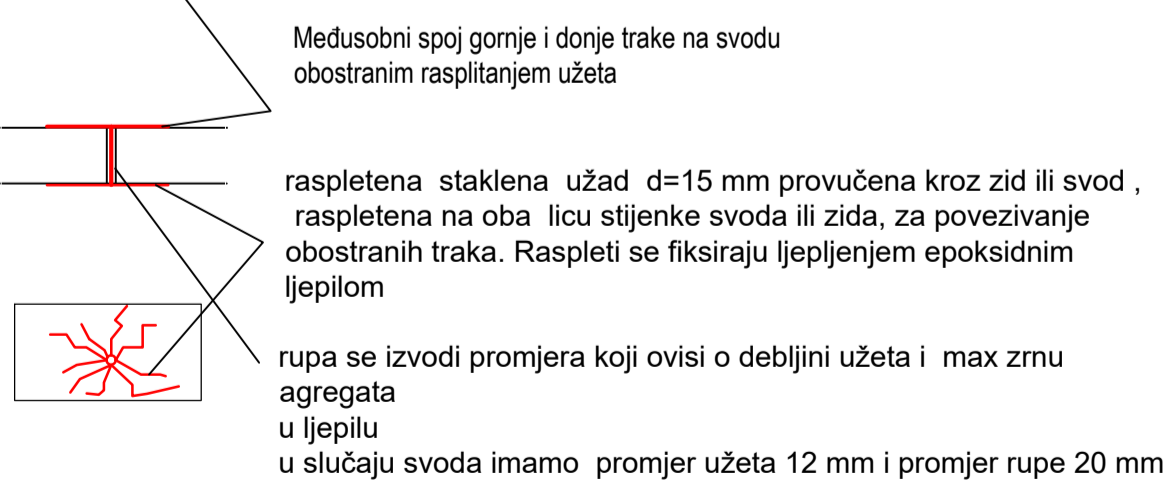 Međusobni spoj gornje i donje trake na svodu
obostranim rasplitanjem užeta
raspletena staklena užad d=15 mm provučena kroz zid ili svod ,
raspletena na oba licu stijenke svoda ili zida, za povezivanje
obostranih traka. Raspleti se fiksiraju ljepljenjem epoksidnim
ljepilom
rupa se izvodi promjera koji ovisi o debljini užeta i max zrnu
agregata
u ljepilu
u slučaju svoda imamo promjer užeta 12 mm i promjer rupe 20 mm